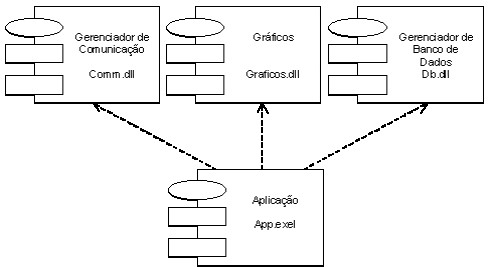 Gerenciador de
Comunicação
Comm.dll
Gráficos
Graficos.dll
Gerenciador de
Banco de
Dados
Db.dll
Aplicação
App.exel